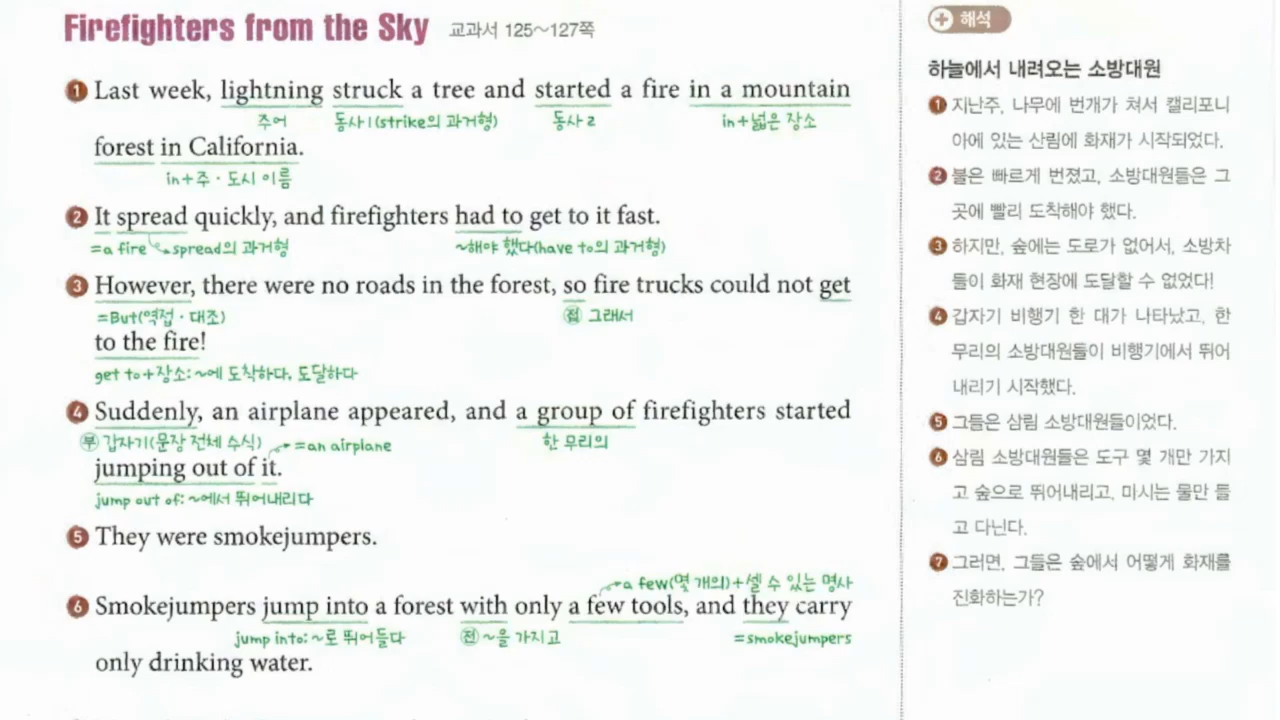 Firefighters from the Sky 교과서 125~127쪽
1 Last week, lightning struck a tree and started a fire in a mountain
주어 동사1(strike의 과거형) 동사2 in+넓은 장소
forest in California.
in+주·도시 이름
2 It spread quickly, and firefighters had to get to it fast.
=a fire spread의 과거형 ~해야 했다(have to의 과거형)
3 However, there were no roads in the forest, so fire trucks could not get
=But(역접·대조) 접 그래서
to the fire!
get to+장소: ~에 도착하다, 도달하다
4 Suddenly, an airplane appeared, and a group of firefighters started
부 갑자기(문장 전체 수식) =an airplane 한 무리의
jumping out of it.
jump out of: ~에서 뛰어내리다
5 They were smokejumpers.
a few(몇 개의)+셀 수 있는 명사
6 Smokejumpers jump into a forest with only a few tools, and they carry
jump into: ~로 뛰어들다 전 ~을 가지고 =smokejumpers
only drinking water.
+ 해석
하늘에서 내려오는 소방대원
1 지난주, 나무에 번개가 쳐서 캘리포니
아에 있는 산림에 화재가 시작되었다.
2 불은 빠르게 번졌고, 소방대원들은 그
곳에 빨리 도착해야 했다.
3 하지만, 숲에는 도로가 없어서, 소방차
들이 화재 현장에 도달할 수 없었다!
4 갑자기 비행기 한 대가 나타났고, 한
무리의 소방대원들이 비행기에서 뛰어
내리기 시작했다.
5 그들은 삼림 소방대원들이었다.
6 삼림 소방대원들은 도구 몇 개만 가지
고 숲으로 뛰어내리고, 마시는 물만 들
고 다닌다.
7 그러면, 그들은 숲에서 어떻게 화재를
진화하는가?